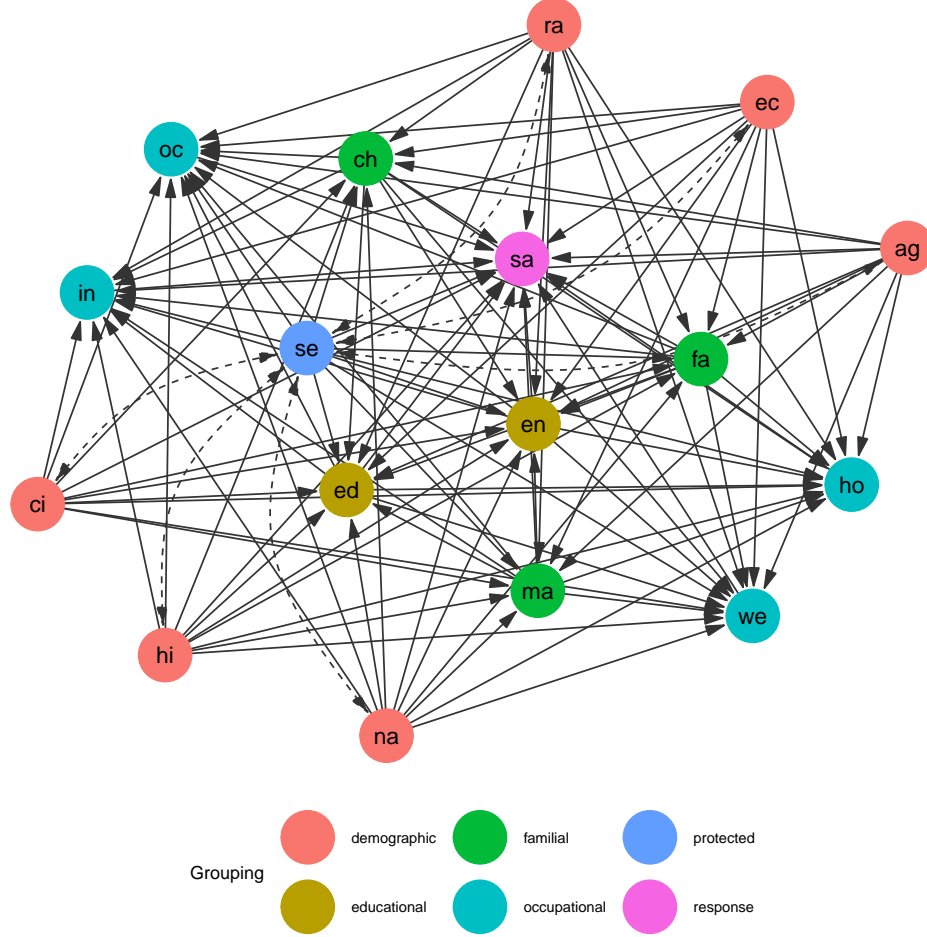 ra
ec
oc
ch
ag
sa
in
se
fa
en
ed
ho
ci
ma
we
hi
na
demographic familial protected
Grouping
educational occupational response